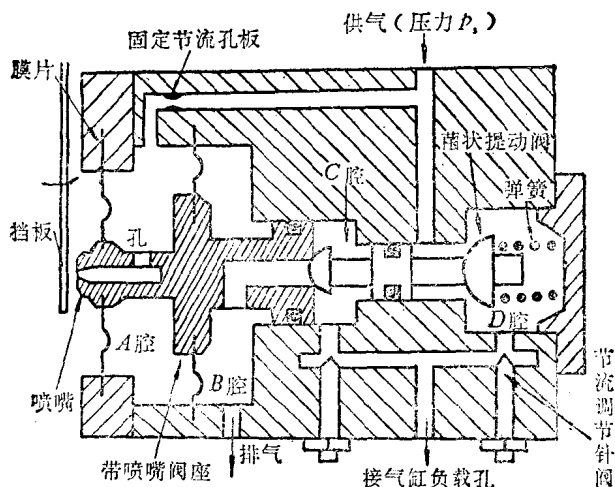 供气(压力pₛ)
固定节流孔板
膜片
菌状提动阀
C腔
弹簧
挡板
孔
D腔
A腔
B腔
喷嘴
节流调节针阀
带喷嘴阀座
排气
接气缸负载孔